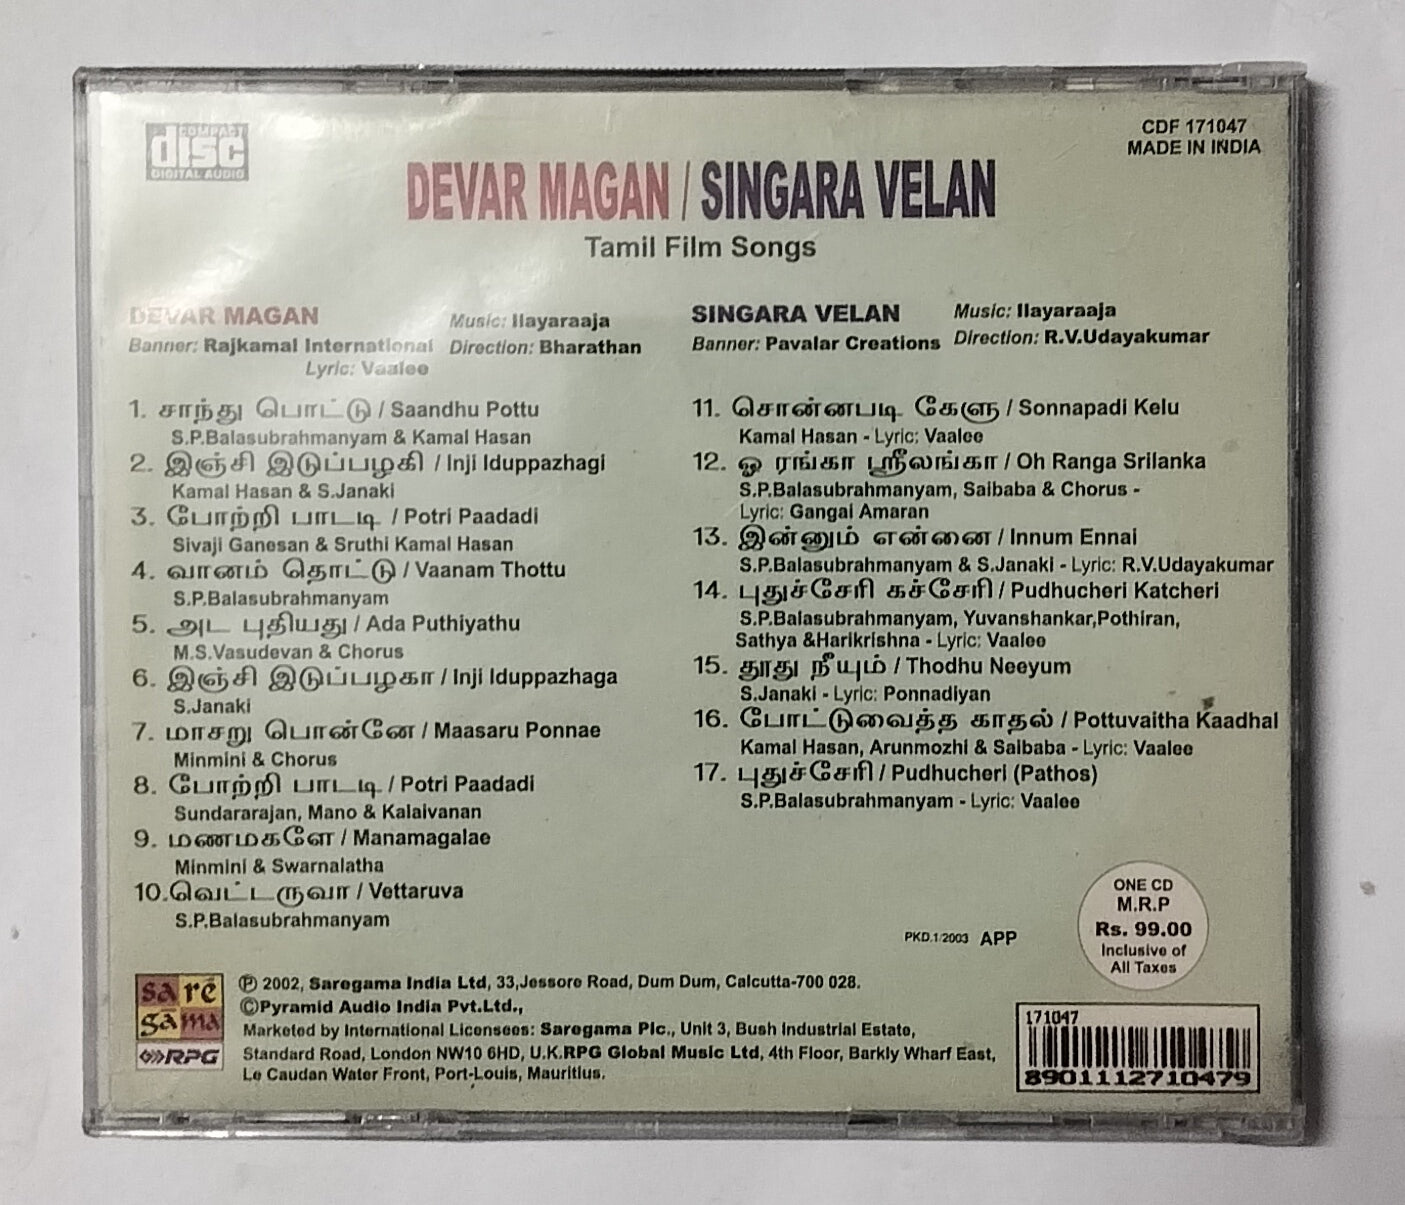 COMPACT
disc
DIGITAL AUDIO
CDF 171047
MADE IN INDIA
DEVAR MAGAN / SINGARA VELAN
Tamil Film Songs
DEVAR MAGAN
Music: Ilayaraaja
Banner: Rajkamal International
Direction: Bharathan
Lyric: Vaalee
1. சாந்து பொட்டு / Saandhu Pottu
S.P.Balasubrahmanyam & Kamal Hasan
2. இஞ்சி இடுப்பழகி / Inji Iduppazhagi
Kamal Hasan & S.Janaki
3. போற்றி பாடடி / Potri Paadadi
Sivaji Ganesan & Sruthi Kamal Hasan
4. வானம் தொட்டு / Vaanam Thottu
S.P.Balasubrahmanyam
5. அட புதியது / Ada Puthiyathu
M.S.Vasudevan & Chorus
6. இஞ்சி இடுப்பழகா / Inji Iduppazhaga
S.Janaki
7. மாசறு பொன்னே / Maasaru Ponnae
Minmini & Chorus
8. போற்றி பாடடி / Potri Paadadi
Sundararajan, Mano & Kalaivanan
9. மணமகளே / Manamagalae
Minmini & Swarnalatha
10.வெட்டருவா / Vettaruva
S.P.Balasubrahmanyam
SINGARA VELAN
Music: Ilayaraaja
Banner: Pavalar Creations
Direction: R.V.Udayakumar
11. சொன்னபடி கேளு / Sonnapadi Kelu
Kamal Hasan - Lyric: Vaalee
12. ஓ ரங்கா ஸ்ரீலங்கா / Oh Ranga Srilanka
S.P.Balasubrahmanyam, Saibaba & Chorus -
Lyric: Gangai Amaran
13. இன்னும் என்னை / Innum Ennai
S.P.Balasubrahmanyam & S.Janaki - Lyric: R.V.Udayakumar
14. புதுச்சேரி கச்சேரி / Pudhucheri Katcheri
S.P.Balasubrahmanyam, Yuvanshankar,Pothiran,
Sathya &Harikrishna - Lyric: Vaalee
15. தூது நீயும் / Thodhu Neeyum
S.Janaki - Lyric: Ponnadiyan
16. போட்டுவைத்த காதல் / Pottuvaitha Kaadhal
Kamal Hasan, Arunmozhi & Saibaba - Lyric: Vaalee
17. புதுச்சேரி / Pudhucheri (Pathos)
S.P.Balasubrahmanyam - Lyric: Vaalee
ONE CD
M.R.P
Rs. 99.00
Inclusive of
All Taxes
PKD.1/2003 APP
sa rē
gā ma
RPG
Ⓟ 2002, Saregama India Ltd, 33,Jessore Road, Dum Dum, Calcutta-700 028.
©Pyramid Audio India Pvt.Ltd.,
Marketed by International Licensees: Saregama Plc., Unit 3, Bush Industrial Estate,
Standard Road, London NW10 6HD, U.K.RPG Global Music Ltd, 4th Floor, Barkly Wharf East,
Le Caudan Water Front, Port-Louis, Mauritius.
171047
8901112710479